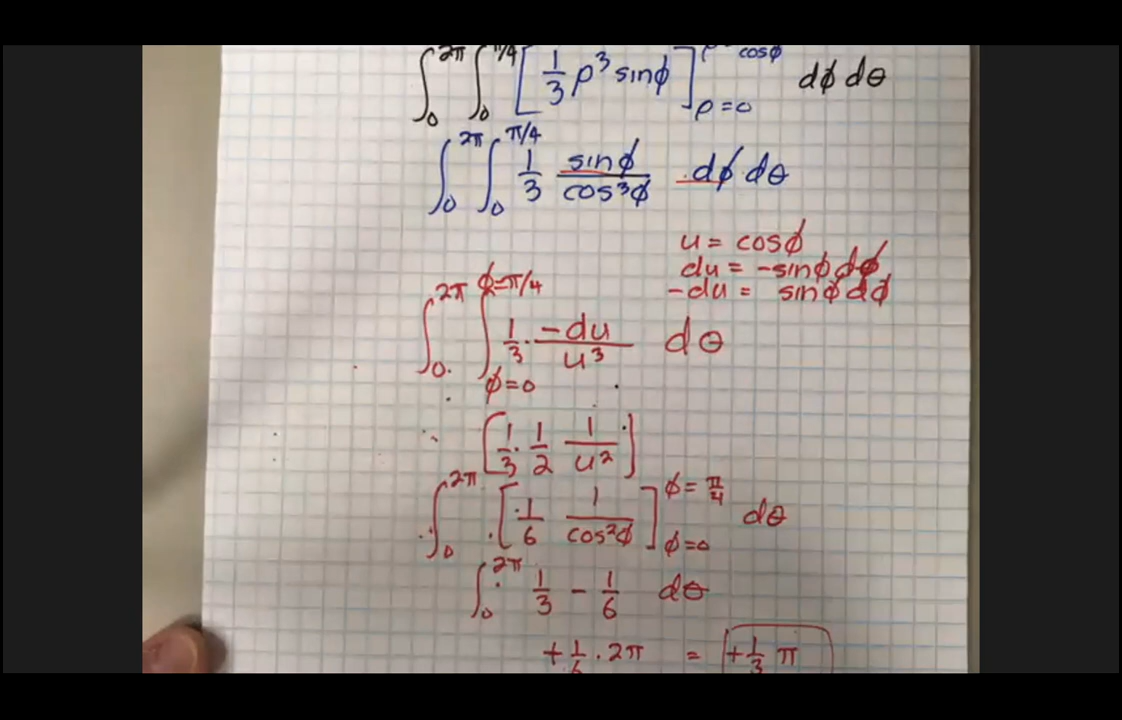 ∫₀^2π ∫₀^π/4 [ 1/3 ρ³ sinφ ]_ρ=0 cosφ dφ dθ
∫₀^2π ∫₀^π/4 1/3 sinφ/cos³φ dφ dθ
u = cosφ
du = -sinφ dφ
-du = sinφ dφ
∫₀^2π ∫_φ=0^φ=π/4 1/3 · -du/u³ dθ
[ 1/3 · 1/2 1/u² ]
∫₀^2π [ 1/6 1/cos²φ ]_φ=0^φ=π/4 dθ
∫₀^2π 1/3 - 1/6 dθ
+ 1/6 · 2π = + 1/3 π